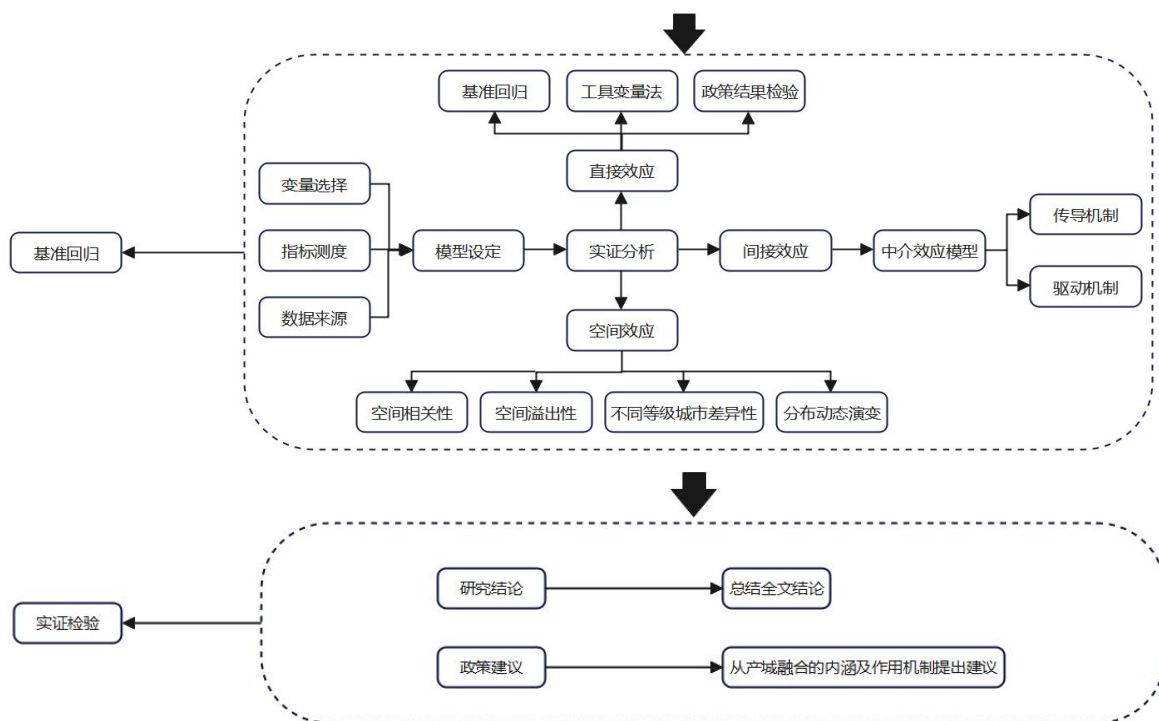 基准回归
工具变量法
政策结果检验
直接效应
变量选择
指标测度
数据来源
基准回归
模型设定
实证分析
间接效应
中介效应模型
传导机制
驱动机制
空间效应
空间相关性
空间溢出性
不同等级城市差异性
分布动态演变
研究结论
总结全文结论
实证检验
政策建议
从产城融合的内涵及作用机制提出建议